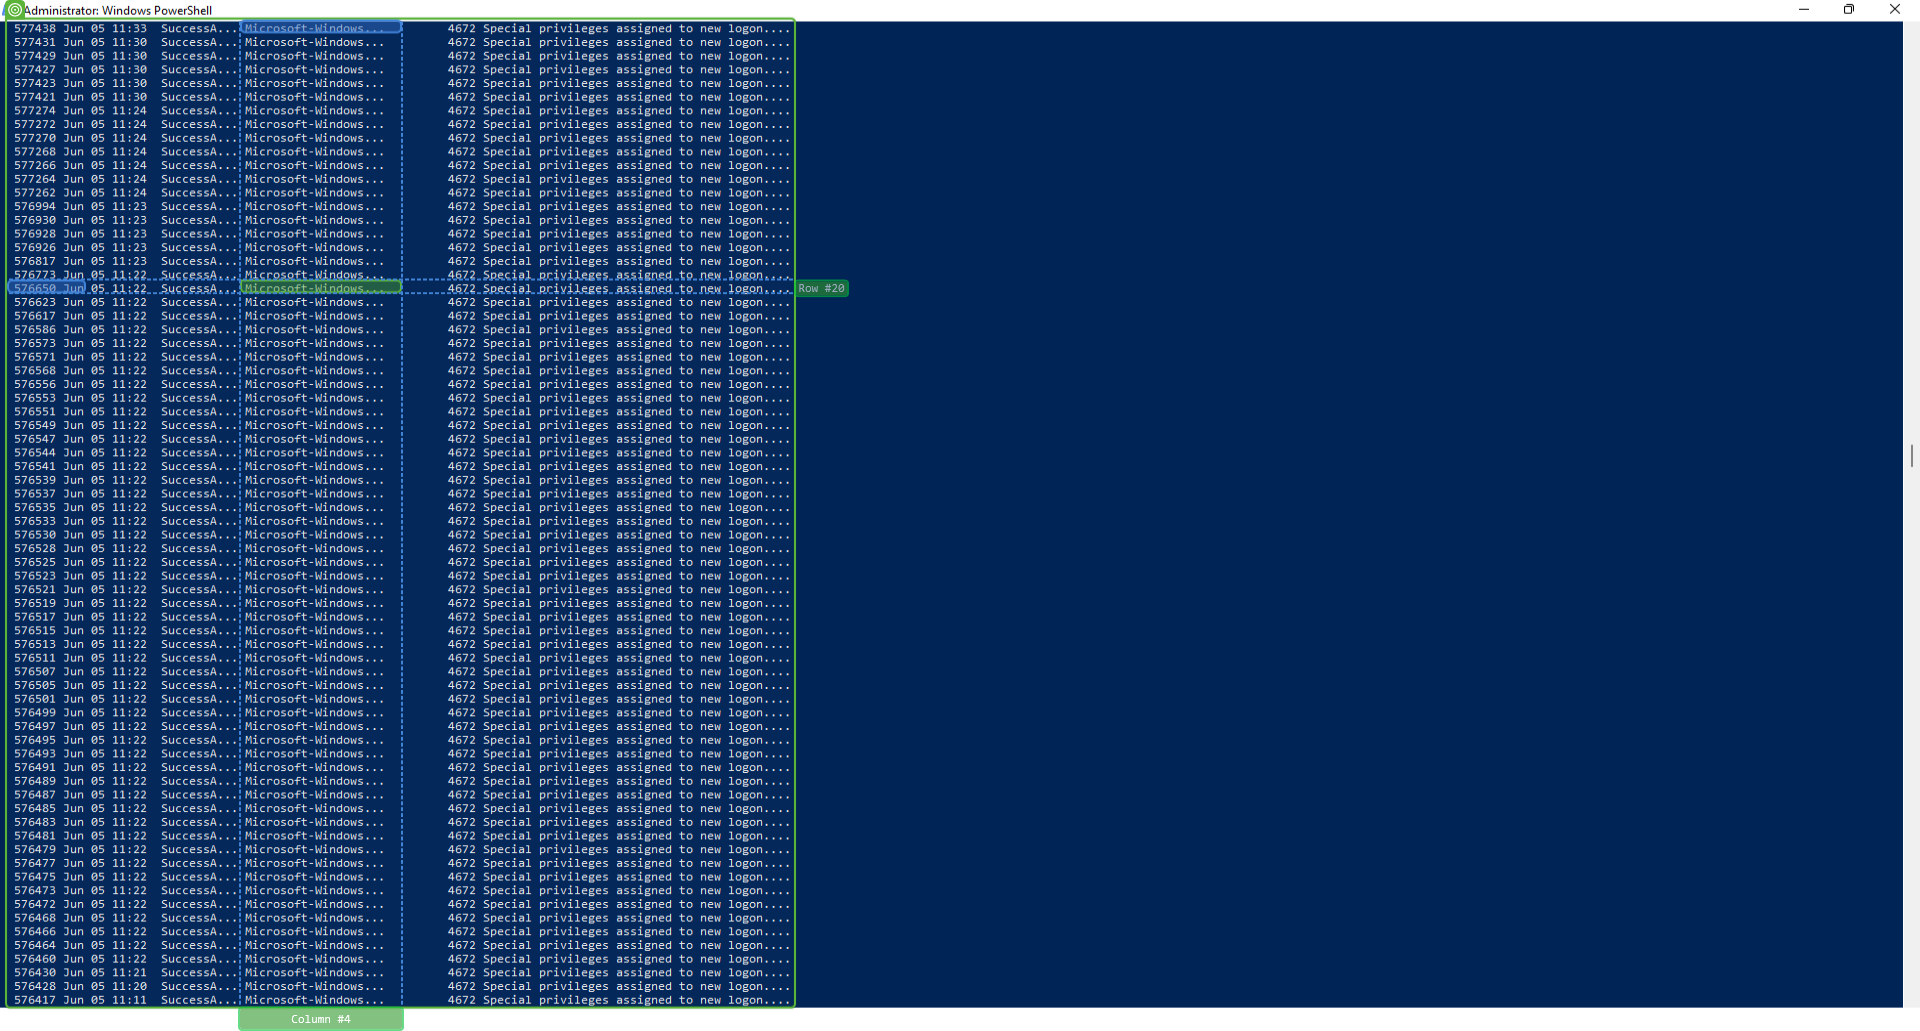 Administrator: Windows PowerShell
577438 Jun 05 11:33  SuccessA... Microsoft-Windows...         4672 Special privileges assigned to new logon....
577431 Jun 05 11:30  SuccessA... Microsoft-Windows...         4672 Special privileges assigned to new logon....
577429 Jun 05 11:30  SuccessA... Microsoft-Windows...         4672 Special privileges assigned to new logon....
577427 Jun 05 11:30  SuccessA... Microsoft-Windows...         4672 Special privileges assigned to new logon....
577423 Jun 05 11:30  SuccessA... Microsoft-Windows...         4672 Special privileges assigned to new logon....
577421 Jun 05 11:30  SuccessA... Microsoft-Windows...         4672 Special privileges assigned to new logon....
577274 Jun 05 11:24  SuccessA... Microsoft-Windows...         4672 Special privileges assigned to new logon....
577272 Jun 05 11:24  SuccessA... Microsoft-Windows...         4672 Special privileges assigned to new logon....
577270 Jun 05 11:24  SuccessA... Microsoft-Windows...         4672 Special privileges assigned to new logon....
577268 Jun 05 11:24  SuccessA... Microsoft-Windows...         4672 Special privileges assigned to new logon....
577266 Jun 05 11:24  SuccessA... Microsoft-Windows...         4672 Special privileges assigned to new logon....
577264 Jun 05 11:24  SuccessA... Microsoft-Windows...         4672 Special privileges assigned to new logon....
577262 Jun 05 11:24  SuccessA... Microsoft-Windows...         4672 Special privileges assigned to new logon....
576994 Jun 05 11:23  SuccessA... Microsoft-Windows...         4672 Special privileges assigned to new logon....
576930 Jun 05 11:23  SuccessA... Microsoft-Windows...         4672 Special privileges assigned to new logon....
576928 Jun 05 11:23  SuccessA... Microsoft-Windows...         4672 Special privileges assigned to new logon....
576926 Jun 05 11:23  SuccessA... Microsoft-Windows...         4672 Special privileges assigned to new logon....
576817 Jun 05 11:23  SuccessA... Microsoft-Windows...         4672 Special privileges assigned to new logon....
576773 Jun 05 11:22  SuccessA... Microsoft-Windows...         4672 Special privileges assigned to new logon....
576650 Jun 05 11:22  SuccessA... Microsoft-Windows...         4672 Special privileges assigned to new logon.... Row #20
576623 Jun 05 11:22  SuccessA... Microsoft-Windows...         4672 Special privileges assigned to new logon....
576617 Jun 05 11:22  SuccessA... Microsoft-Windows...         4672 Special privileges assigned to new logon....
576586 Jun 05 11:22  SuccessA... Microsoft-Windows...         4672 Special privileges assigned to new logon....
576573 Jun 05 11:22  SuccessA... Microsoft-Windows...         4672 Special privileges assigned to new logon....
576571 Jun 05 11:22  SuccessA... Microsoft-Windows...         4672 Special privileges assigned to new logon....
576568 Jun 05 11:22  SuccessA... Microsoft-Windows...         4672 Special privileges assigned to new logon....
576556 Jun 05 11:22  SuccessA... Microsoft-Windows...         4672 Special privileges assigned to new logon....
576553 Jun 05 11:22  SuccessA... Microsoft-Windows...         4672 Special privileges assigned to new logon....
576551 Jun 05 11:22  SuccessA... Microsoft-Windows...         4672 Special privileges assigned to new logon....
576549 Jun 05 11:22  SuccessA... Microsoft-Windows...         4672 Special privileges assigned to new logon....
576547 Jun 05 11:22  SuccessA... Microsoft-Windows...         4672 Special privileges assigned to new logon....
576544 Jun 05 11:22  SuccessA... Microsoft-Windows...         4672 Special privileges assigned to new logon....
576541 Jun 05 11:22  SuccessA... Microsoft-Windows...         4672 Special privileges assigned to new logon....
576539 Jun 05 11:22  SuccessA... Microsoft-Windows...         4672 Special privileges assigned to new logon....
576537 Jun 05 11:22  SuccessA... Microsoft-Windows...         4672 Special privileges assigned to new logon....
576535 Jun 05 11:22  SuccessA... Microsoft-Windows...         4672 Special privileges assigned to new logon....
576533 Jun 05 11:22  SuccessA... Microsoft-Windows...         4672 Special privileges assigned to new logon....
576530 Jun 05 11:22  SuccessA... Microsoft-Windows...         4672 Special privileges assigned to new logon....
576528 Jun 05 11:22  SuccessA... Microsoft-Windows...         4672 Special privileges assigned to new logon....
576525 Jun 05 11:22  SuccessA... Microsoft-Windows...         4672 Special privileges assigned to new logon....
576523 Jun 05 11:22  SuccessA... Microsoft-Windows...         4672 Special privileges assigned to new logon....
576521 Jun 05 11:22  SuccessA... Microsoft-Windows...         4672 Special privileges assigned to new logon....
576519 Jun 05 11:22  SuccessA... Microsoft-Windows...         4672 Special privileges assigned to new logon....
576517 Jun 05 11:22  SuccessA... Microsoft-Windows...         4672 Special privileges assigned to new logon....
576515 Jun 05 11:22  SuccessA... Microsoft-Windows...         4672 Special privileges assigned to new logon....
576513 Jun 05 11:22  SuccessA... Microsoft-Windows...         4672 Special privileges assigned to new logon....
576511 Jun 05 11:22  SuccessA... Microsoft-Windows...         4672 Special privileges assigned to new logon....
576507 Jun 05 11:22  SuccessA... Microsoft-Windows...         4672 Special privileges assigned to new logon....
576505 Jun 05 11:22  SuccessA... Microsoft-Windows...         4672 Special privileges assigned to new logon....
576501 Jun 05 11:22  SuccessA... Microsoft-Windows...         4672 Special privileges assigned to new logon....
576499 Jun 05 11:22  SuccessA... Microsoft-Windows...         4672 Special privileges assigned to new logon....
576497 Jun 05 11:22  SuccessA... Microsoft-Windows...         4672 Special privileges assigned to new logon....
576495 Jun 05 11:22  SuccessA... Microsoft-Windows...         4672 Special privileges assigned to new logon....
576493 Jun 05 11:22  SuccessA... Microsoft-Windows...         4672 Special privileges assigned to new logon....
576491 Jun 05 11:22  SuccessA... Microsoft-Windows...         4672 Special privileges assigned to new logon....
576489 Jun 05 11:22  SuccessA... Microsoft-Windows...         4672 Special privileges assigned to new logon....
576487 Jun 05 11:22  SuccessA... Microsoft-Windows...         4672 Special privileges assigned to new logon....
576485 Jun 05 11:22  SuccessA... Microsoft-Windows...         4672 Special privileges assigned to new logon....
576483 Jun 05 11:22  SuccessA... Microsoft-Windows...         4672 Special privileges assigned to new logon....
576481 Jun 05 11:22  SuccessA... Microsoft-Windows...         4672 Special privileges assigned to new logon....
576479 Jun 05 11:22  SuccessA... Microsoft-Windows...         4672 Special privileges assigned to new logon....
576477 Jun 05 11:22  SuccessA... Microsoft-Windows...         4672 Special privileges assigned to new logon....
576475 Jun 05 11:22  SuccessA... Microsoft-Windows...         4672 Special privileges assigned to new logon....
576473 Jun 05 11:22  SuccessA... Microsoft-Windows...         4672 Special privileges assigned to new logon....
576472 Jun 05 11:22  SuccessA... Microsoft-Windows...         4672 Special privileges assigned to new logon....
576468 Jun 05 11:22  SuccessA... Microsoft-Windows...         4672 Special privileges assigned to new logon....
576466 Jun 05 11:22  SuccessA... Microsoft-Windows...         4672 Special privileges assigned to new logon....
576464 Jun 05 11:22  SuccessA... Microsoft-Windows...         4672 Special privileges assigned to new logon....
576460 Jun 05 11:22  SuccessA... Microsoft-Windows...         4672 Special privileges assigned to new logon....
576430 Jun 05 11:21  SuccessA... Microsoft-Windows...         4672 Special privileges assigned to new logon....
576428 Jun 05 11:20  SuccessA... Microsoft-Windows...         4672 Special privileges assigned to new logon....
576417 Jun 05 11:11  SuccessA... Microsoft-Windows...         4672 Special privileges assigned to new logon....
Column #4